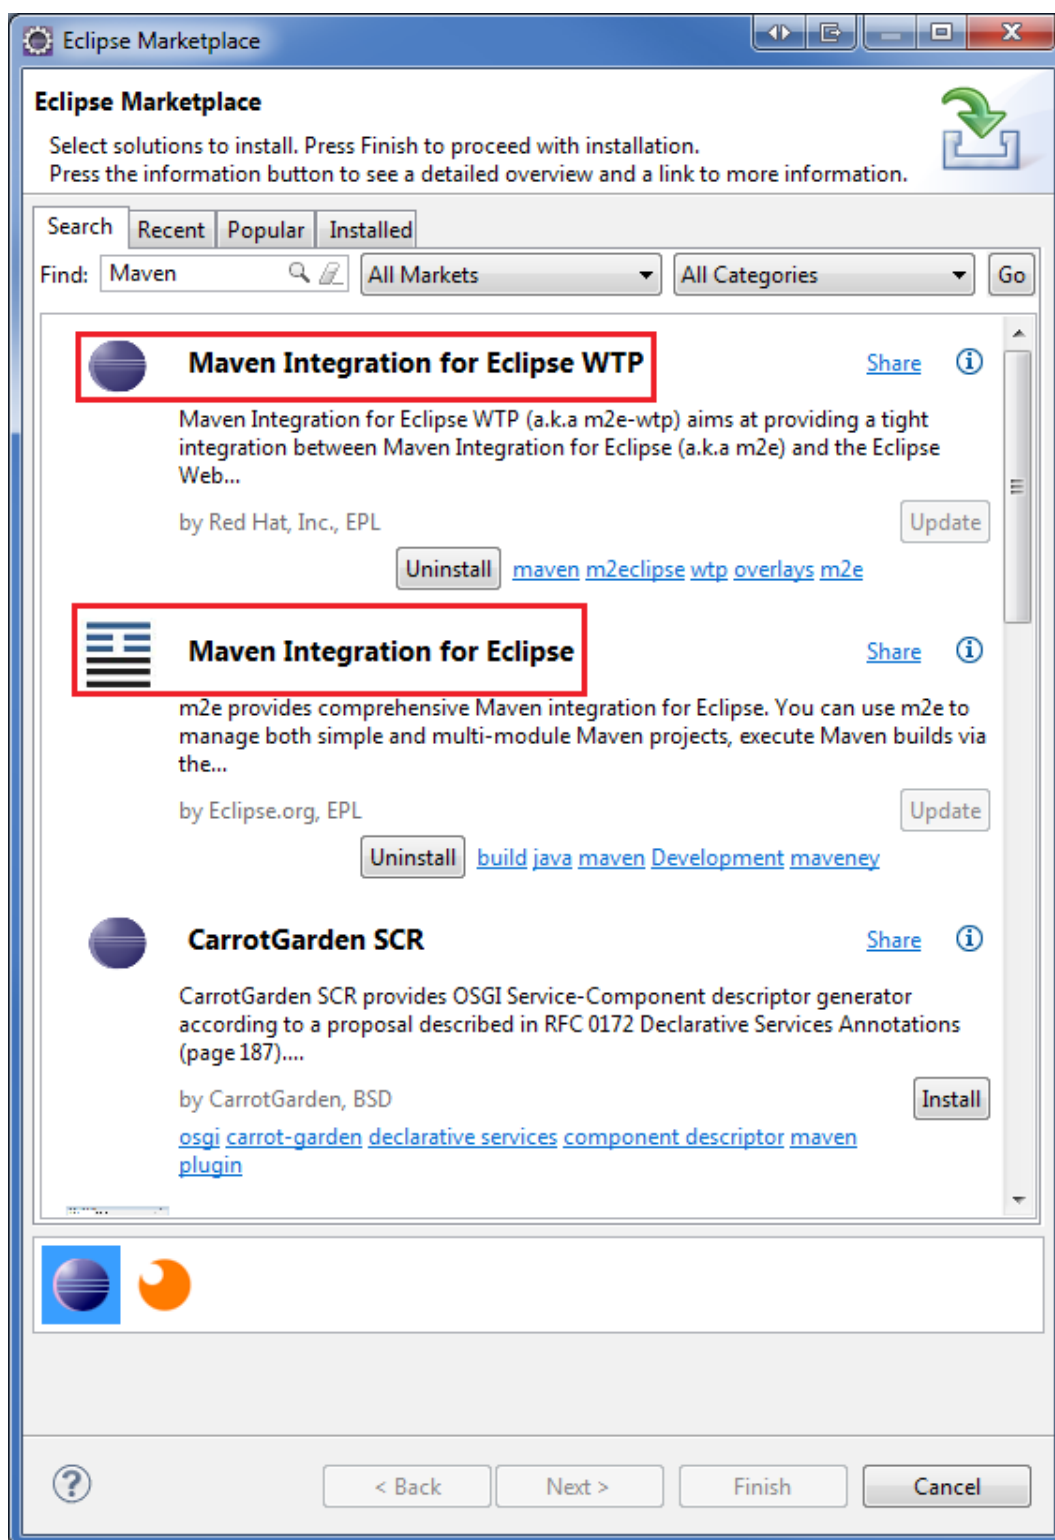 Eclipse Marketplace
Eclipse Marketplace
Select solutions to install. Press Finish to proceed with installation.
Press the information button to see a detailed overview and a link to more information.
Search Recent Popular Installed
Find: Maven All Markets All Categories Go
Maven Integration for Eclipse WTP Share
Maven Integration for Eclipse WTP (a.k.a m2e-wtp) aims at providing a tight
integration between Maven Integration for Eclipse (a.k.a m2e) and the Eclipse
Web...
by Red Hat, Inc., EPL Update
Uninstall maven m2eclipse wtp overlays m2e
Maven Integration for Eclipse Share
m2e provides comprehensive Maven integration for Eclipse. You can use m2e to
manage both simple and multi-module Maven projects, execute Maven builds via
the...
by Eclipse.org, EPL Update
Uninstall build java maven Development maveney
CarrotGarden SCR Share
CarrotGarden SCR provides OSGI Service-Component descriptor generator
according to a proposal described in RFC 0172 Declarative Services Annotations
(page 187)....
by CarrotGarden, BSD Install
osgi carrot-garden declarative services component descriptor maven
plugin
< Back Next > Finish Cancel